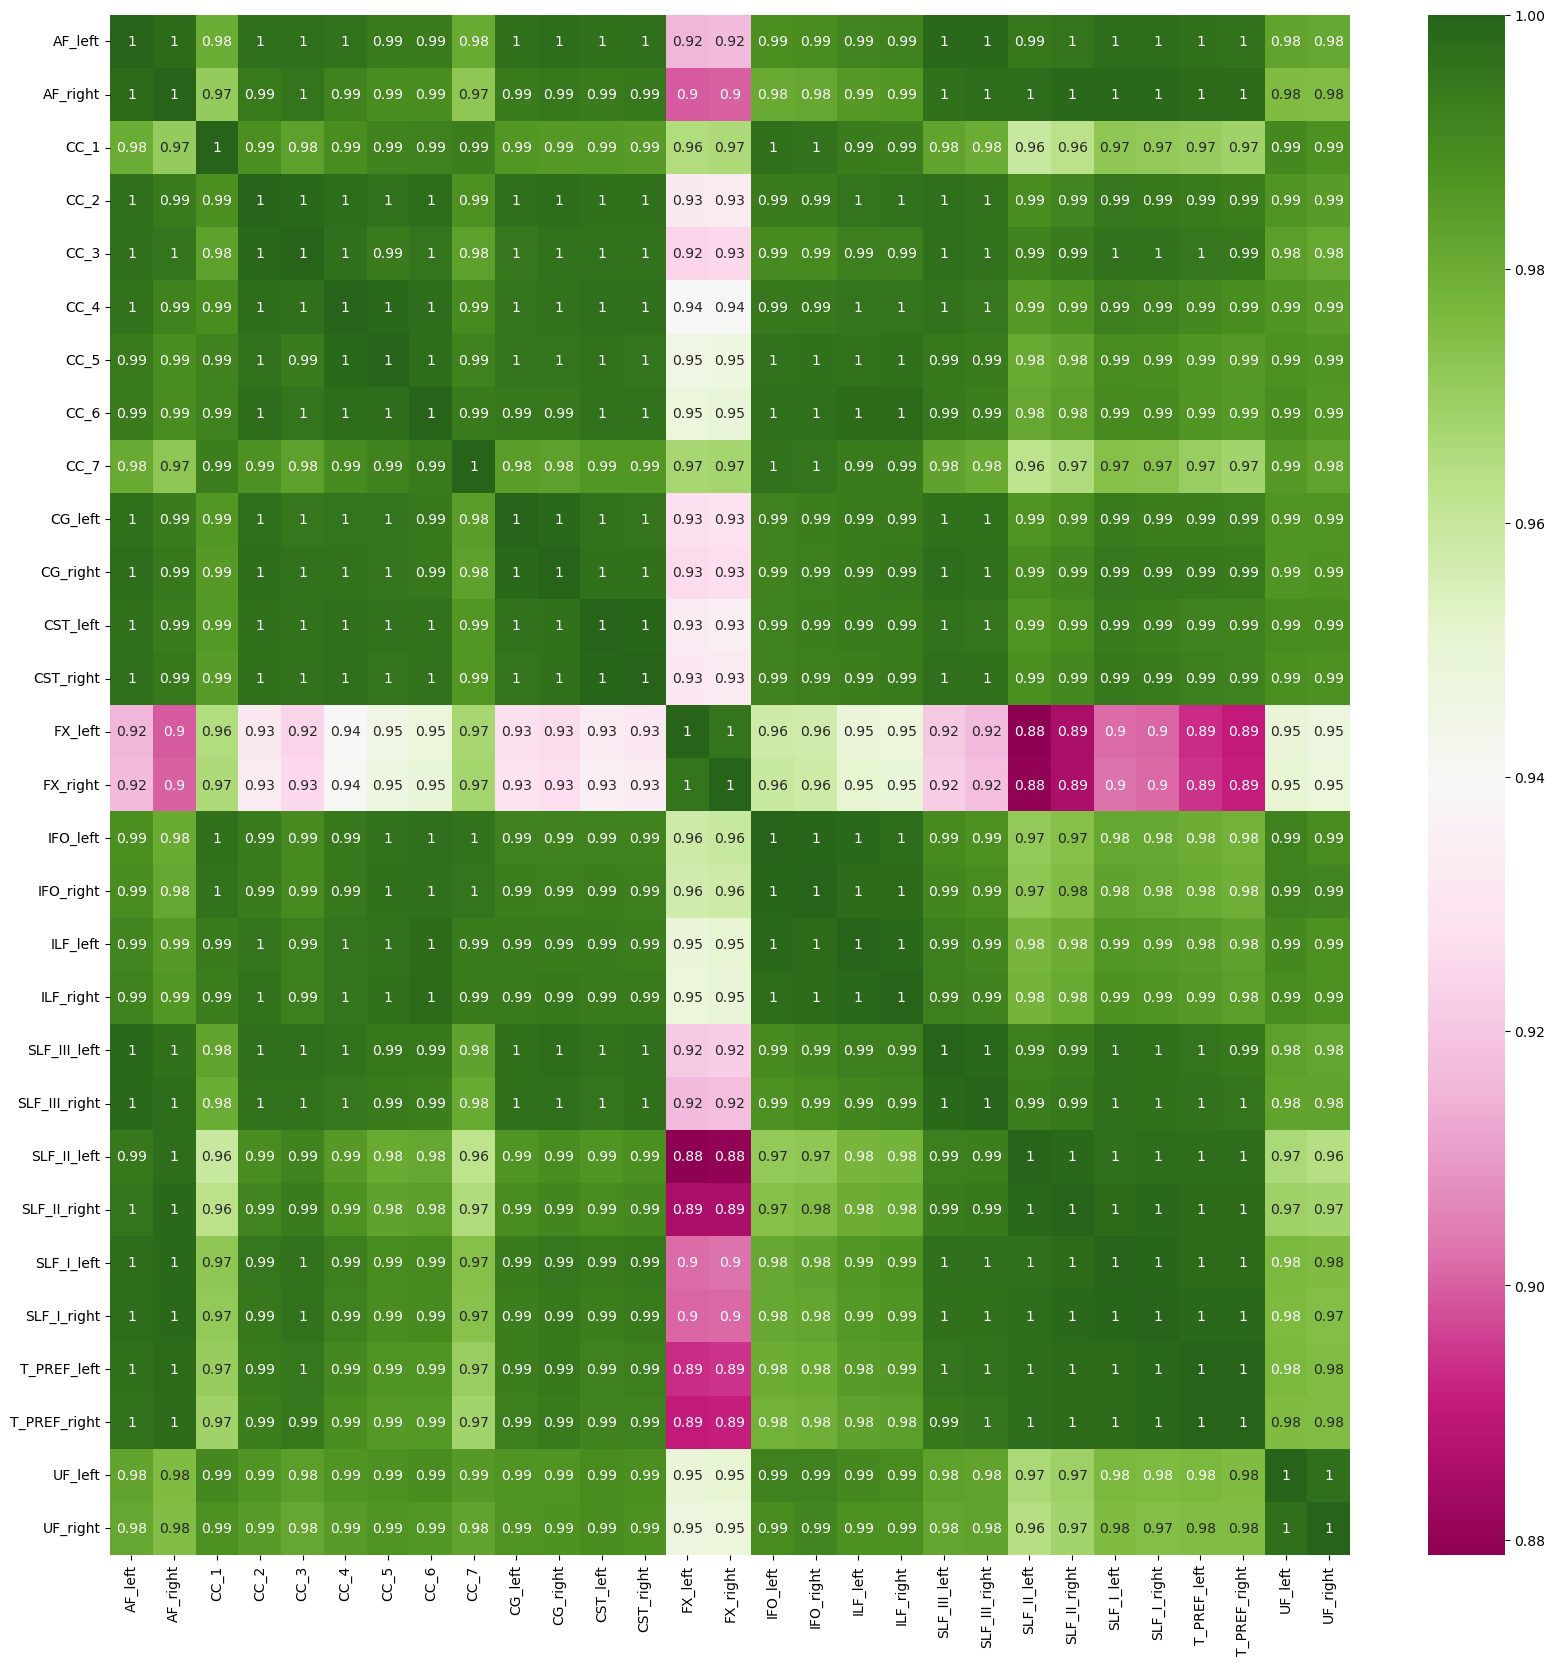 AF_left 1 1 0.98 1 1 1 0.99 0.99 0.98 1 1 1 1 0.92 0.92 0.99 0.99 0.99 0.99 1 1 0.99 1 1 1 1 1 0.98 0.98
AF_right 1 1 0.97 0.99 1 0.99 0.99 0.99 0.97 0.99 0.99 0.99 0.99 0.9 0.9 0.98 0.98 0.99 0.99 1 1 1 1 1 1 1 1 0.98 0.98
CC_1 0.98 0.97 1 0.99 0.98 0.99 0.99 0.99 0.99 0.99 0.99 0.99 0.99 0.96 0.97 1 1 0.99 0.99 0.98 0.98 0.96 0.96 0.97 0.97 0.97 0.97 0.99 0.99
CC_2 1 0.99 0.99 1 1 1 1 1 0.99 1 1 1 1 0.93 0.93 0.99 0.99 1 1 1 1 0.99 0.99 0.99 0.99 0.99 0.99 0.99 0.99
CC_3 1 1 0.98 1 1 1 0.99 1 0.98 1 1 1 1 0.92 0.93 0.99 0.99 0.99 0.99 1 1 0.99 0.99 1 1 1 0.99 0.98 0.98
CC_4 1 0.99 0.99 1 1 1 1 1 0.99 1 1 1 1 0.94 0.94 0.99 0.99 1 1 1 1 0.99 0.99 0.99 0.99 0.99 0.99 0.99 0.99
CC_5 0.99 0.99 0.99 1 0.99 1 1 1 0.99 1 1 1 1 0.95 0.95 1 1 1 1 0.99 0.99 0.98 0.98 0.99 0.99 0.99 0.99 0.99 0.99
CC_6 0.99 0.99 0.99 1 1 1 1 1 0.99 0.99 0.99 1 1 0.95 0.95 1 1 1 1 0.99 0.99 0.98 0.98 0.99 0.99 0.99 0.99 0.99 0.99
CC_7 0.98 0.97 0.99 0.99 0.98 0.99 0.99 0.99 1 0.98 0.98 0.99 0.99 0.97 0.97 1 1 0.99 0.99 0.98 0.98 0.96 0.97 0.97 0.97 0.97 0.97 0.99 0.98
CG_left 1 0.99 0.99 1 1 1 1 0.99 0.98 1 1 1 1 0.93 0.93 0.99 0.99 0.99 0.99 1 1 0.99 0.99 0.99 0.99 0.99 0.99 0.99 0.99
CG_right 1 0.99 0.99 1 1 1 1 0.99 0.98 1 1 1 1 0.93 0.93 0.99 0.99 0.99 0.99 1 1 0.99 0.99 0.99 0.99 0.99 0.99 0.99 0.99
CST_left 1 0.99 0.99 1 1 1 1 1 0.99 1 1 1 1 0.93 0.93 0.99 0.99 0.99 0.99 1 1 0.99 0.99 0.99 0.99 0.99 0.99 0.99 0.99
CST_right 1 0.99 0.99 1 1 1 1 1 0.99 1 1 1 1 0.93 0.93 0.99 0.99 0.99 0.99 1 1 0.99 0.99 0.99 0.99 0.99 0.99 0.99 0.99
FX_left 0.92 0.9 0.96 0.93 0.92 0.94 0.95 0.95 0.97 0.93 0.93 0.93 0.93 1 1 0.96 0.96 0.95 0.95 0.92 0.92 0.88 0.89 0.9 0.9 0.89 0.89 0.95 0.95
FX_right 0.92 0.9 0.97 0.93 0.93 0.94 0.95 0.95 0.97 0.93 0.93 0.93 0.93 1 1 0.96 0.96 0.95 0.95 0.92 0.92 0.88 0.89 0.9 0.9 0.89 0.89 0.95 0.95
IFO_left 0.99 0.98 1 0.99 0.99 0.99 1 1 1 0.99 0.99 0.99 0.99 0.96 0.96 1 1 1 1 0.99 0.99 0.97 0.97 0.98 0.98 0.98 0.98 0.99 0.99
IFO_right 0.99 0.98 1 0.99 0.99 0.99 1 1 1 0.99 0.99 0.99 0.99 0.96 0.96 1 1 1 1 0.99 0.99 0.97 0.98 0.98 0.98 0.98 0.98 0.99 0.99
ILF_left 0.99 0.99 0.99 1 0.99 1 1 1 0.99 0.99 0.99 0.99 0.99 0.95 0.95 1 1 1 1 0.99 0.99 0.98 0.98 0.99 0.99 0.98 0.98 0.99 0.99
ILF_right 0.99 0.99 0.99 1 0.99 1 1 1 0.99 0.99 0.99 0.99 0.99 0.95 0.95 1 1 1 1 0.99 0.99 0.98 0.98 0.99 0.99 0.99 0.98 0.99 0.99
SLF_III_left 1 1 0.98 1 1 1 0.99 0.99 0.98 1 1 1 1 0.92 0.92 0.99 0.99 0.99 0.99 1 1 0.99 0.99 1 1 1 0.99 0.98 0.98
SLF_III_right 1 1 0.98 1 1 1 0.99 0.99 0.98 1 1 1 1 0.92 0.92 0.99 0.99 0.99 0.99 1 1 0.99 0.99 1 1 1 1 0.98 0.98
SLF_II_left 0.99 1 0.96 0.99 0.99 0.99 0.98 0.98 0.96 0.99 0.99 0.99 0.99 0.88 0.88 0.97 0.97 0.98 0.98 0.99 0.99 1 1 1 1 1 1 0.97 0.96
SLF_II_right 1 1 0.96 0.99 0.99 0.99 0.98 0.98 0.97 0.99 0.99 0.99 0.99 0.89 0.89 0.97 0.98 0.98 0.98 0.99 0.99 1 1 1 1 1 1 0.97 0.97
SLF_I_left 1 1 0.97 0.99 1 0.99 0.99 0.99 0.97 0.99 0.99 0.99 0.99 0.9 0.9 0.98 0.98 0.99 0.99 1 1 1 1 1 1 1 1 0.98 0.98
SLF_I_right 1 1 0.97 0.99 1 0.99 0.99 0.99 0.97 0.99 0.99 0.99 0.99 0.9 0.9 0.98 0.98 0.99 0.99 1 1 1 1 1 1 1 1 0.98 0.97
T_PREF_left 1 1 0.97 0.99 1 0.99 0.99 0.99 0.97 0.99 0.99 0.99 0.99 0.89 0.89 0.98 0.98 0.98 0.99 1 1 1 1 1 1 1 1 0.98 0.98
T_PREF_right 1 1 0.97 0.99 0.99 0.99 0.99 0.99 0.97 0.99 0.99 0.99 0.99 0.89 0.89 0.98 0.98 0.98 0.98 0.99 1 1 1 1 1 1 1 0.98 0.98
UF_left 0.98 0.98 0.99 0.99 0.98 0.99 0.99 0.99 0.99 0.99 0.99 0.99 0.99 0.95 0.95 0.99 0.99 0.99 0.99 0.98 0.98 0.97 0.97 0.98 0.98 0.98 0.98 1 1
UF_right 0.98 0.98 0.99 0.99 0.98 0.99 0.99 0.99 0.98 0.99 0.99 0.99 0.99 0.95 0.95 0.99 0.99 0.99 0.99 0.98 0.98 0.96 0.97 0.98 0.97 0.98 0.98 1 1
AF_left AF_right CC_1 CC_2 CC_3 CC_4 CC_5 CC_6 CC_7 CG_left CG_right CST_left CST_right FX_left FX_right IFO_left IFO_right ILF_left ILF_right SLF_III_left SLF_III_right SLF_II_left SLF_II_right SLF_I_left SLF_I_right T_PREF_left T_PREF_right UF_left UF_right
1.00
0.98
0.96
0.94
0.92
0.90
0.88